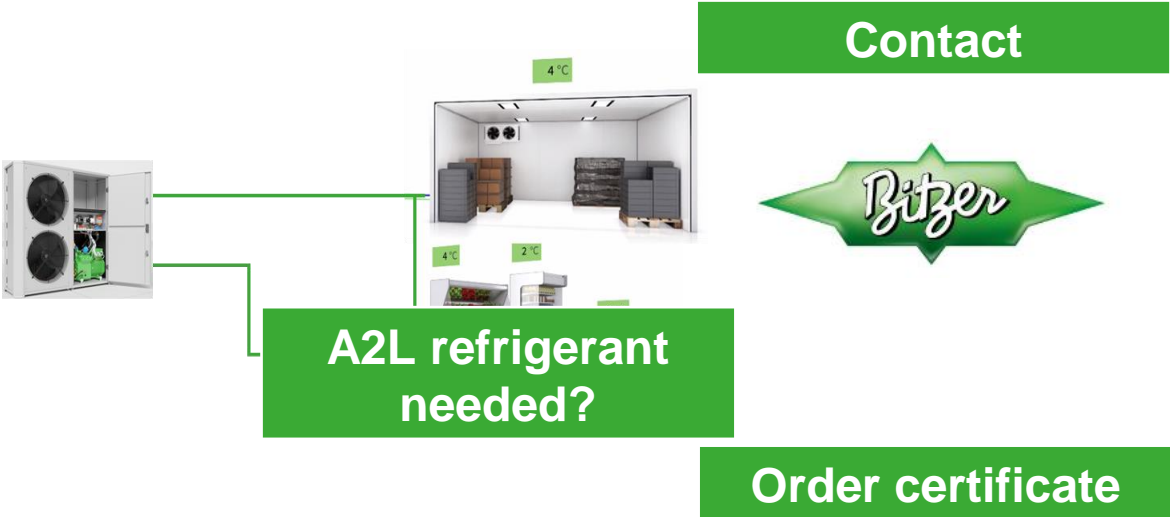 Contact
4 °C
Bitzer
4 °C
2 °C
A2L refrigerant
needed?
Order certificate